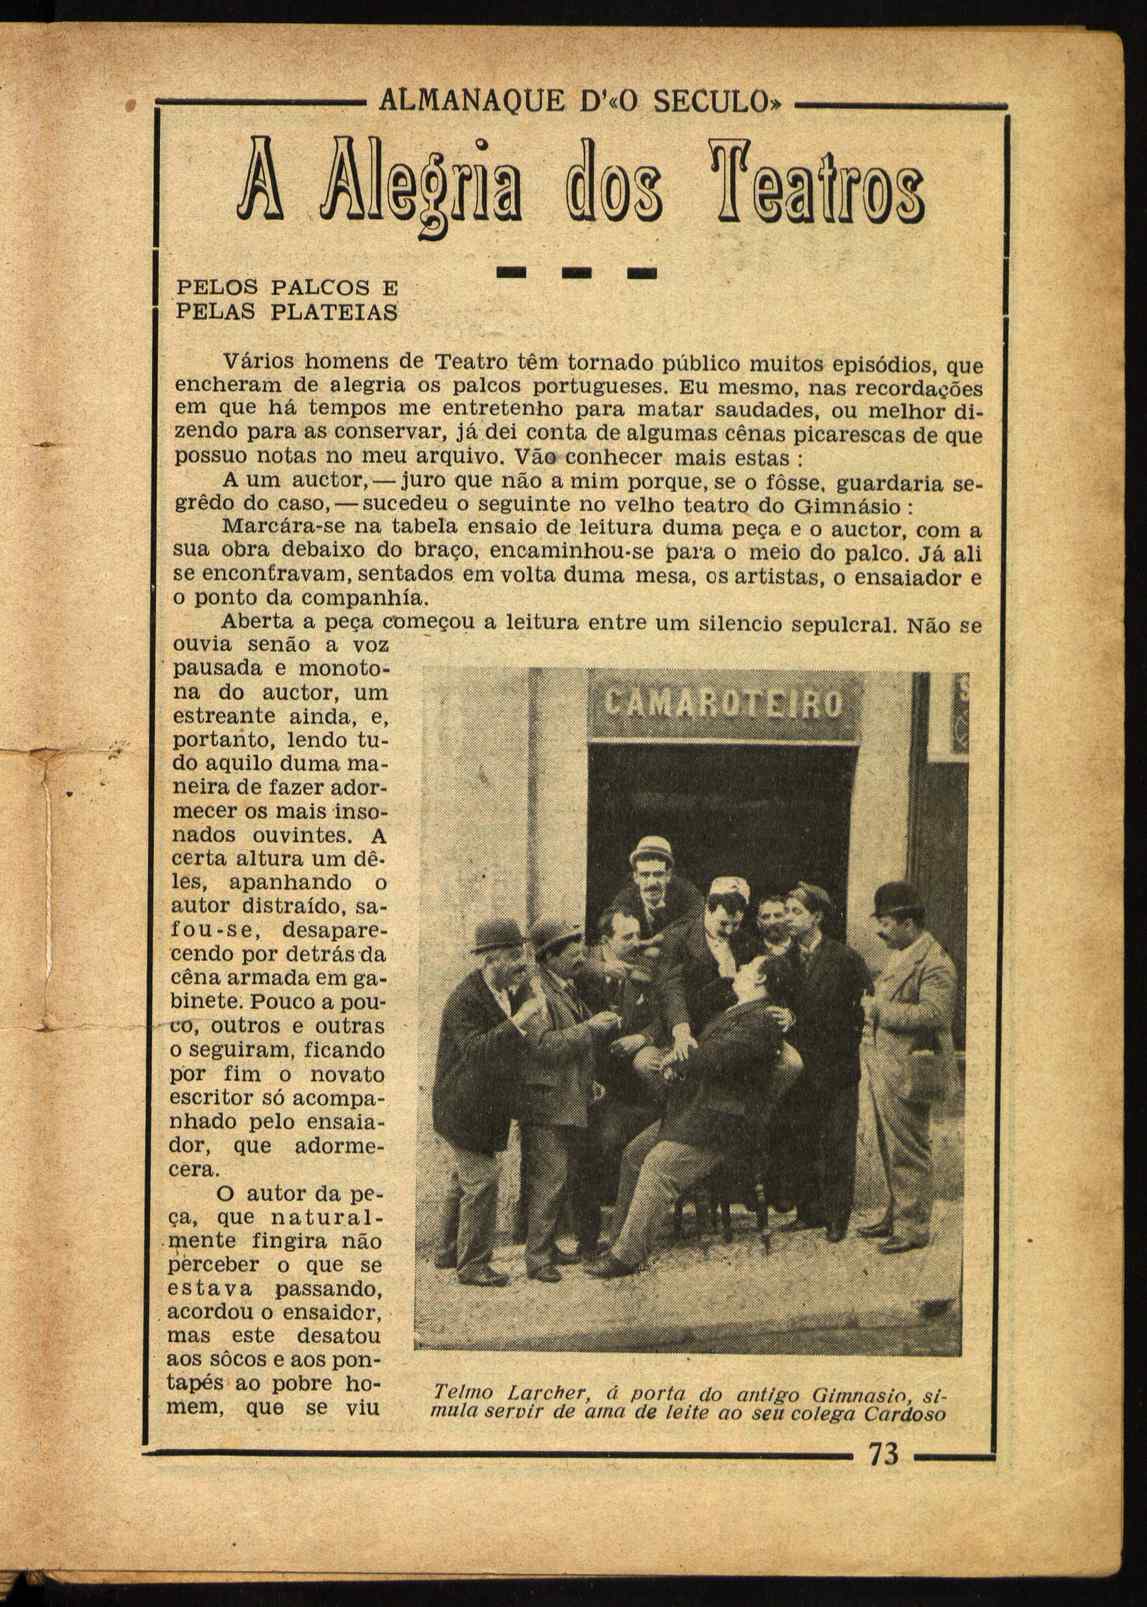 ALMANAQUE D'«O SECULO»
A Alegria dos Teatros
PELOS PALCOS E
PELAS PLATEIAS
Vários homens de Teatro têm tornado público muitos episódios, que
encheram de alegria os palcos portugueses. Eu mesmo, nas recordações
em que há tempos me entretenho para matar saudades, ou melhor di-
zendo para as conservar, já dei conta de algumas cênas picarescas de que
possuo notas no meu arquivo. Vão conhecer mais estas :
A um auctor, — juro que não a mim porque, se o fôsse, guardaria se-
grêdo do caso, — sucedeu o seguinte no velho teatro do Gimnásio :
Marcára-se na tabela ensaio de leitura duma peça e o auctor, com a
sua obra debaixo do braço, encaminhou-se para o meio do palco. Já ali
se encontravam, sentados em volta duma mesa, os artistas, o ensaiador e
o ponto da companhía.
Aberta a peça começou a leitura entre um silencio sepulcral. Não se
ouvia senão a voz
pausada e monoto-
na do auctor, um
estreante ainda, e,
portanto, lendo tu-
do aquilo duma ma-
neira de fazer ador-
mecer os mais inso-
nados ouvintes. A
certa altura um dê-
les, apanhando o
autor distraído, sa-
fou-se, desapare-
cendo por detrás da
cêna armada em ga-
binete. Pouco a pou-
co, outros e outras
o seguiram, ficando
por fim o novato
escritor só acompa-
nhado pelo ensaia-
dor, que adorme-
cera.
O autor da pe-
ça, que natural-
mente fingira não
perceber o que se
estava passando,
acordou o ensaidor,
mas este desatou
aos sôcos e aos pon-
tapés ao pobre ho-
mem, que se viu
CAMAROTEIRO
Telmo Larcher, á porta do antigo Gimnasio, si-
mula servir de ama de leite ao seu colega Cardoso
73